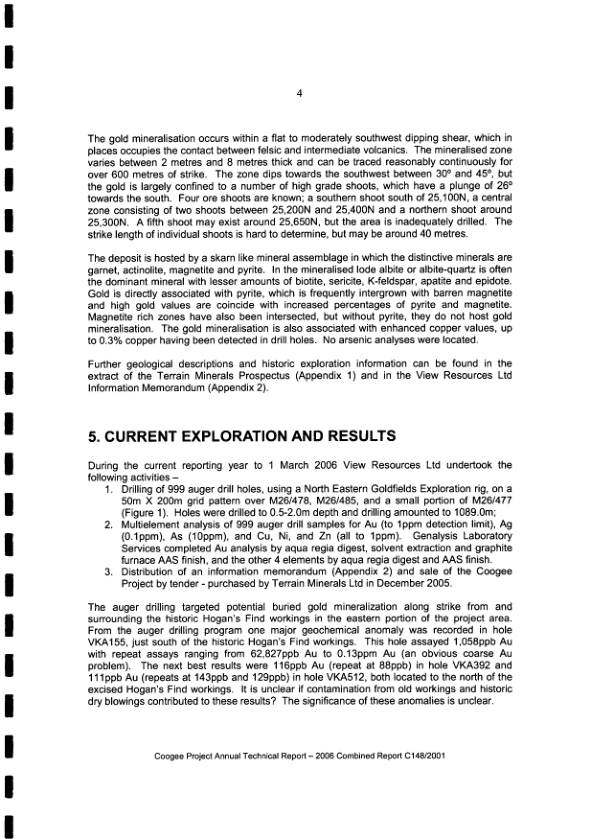 4
The gold mineralisation occurs within a flat to moderately southwest dipping shear, which in
places occupies the contact between felsic and intermediate volcanics. The mineralised zone
varies between 2 metres and 8 metres thick and can be traced reasonably continuously for
over 600 metres of strike. The zone dips towards the southwest between 30º and 45º, but
the gold is largely confined to a number of high grade shoots, which have a plunge of 26º
towards the south. Four ore shoots are known; a southern shoot south of 25,100N, a central
zone consisting of two shoots between 25,200N and 25,400N and a northern shoot around
25,300N. A fifth shoot may exist around 25,650N, but the area is inadequately drilled. The
strike length of individual shoots is hard to determine, but may be around 40 metres.
The deposit is hosted by a skarn like mineral assemblage in which the distinctive minerals are
garnet, actinolite, magnetite and pyrite. In the mineralised lode albite or albite-quartz is often
the dominant mineral with lesser amounts of biotite, sericite, K-feldspar, apatite and epidote.
Gold is directly associated with pyrite, which is frequently intergrown with barren magnetite
and high gold values are coincide with increased percentages of pyrite and magnetite.
Magnetite rich zones have also been intersected, but without pyrite, they do not host gold
mineralisation. The gold mineralisation is also associated with enhanced copper values, up
to 0.3% copper having been detected in drill holes. No arsenic analyses were located.
Further geological descriptions and historic exploration information can be found in the
extract of the Terrain Minerals Prospectus (Appendix 1) and in the View Resources Ltd
Information Memorandum (Appendix 2).
5. CURRENT EXPLORATION AND RESULTS
During the current reporting year to 1 March 2006 View Resources Ltd undertook the
following activities –
1. Drilling of 999 auger drill holes, using a North Eastern Goldfields Exploration rig, on a
50m X 200m grid pattern over M26/478, M26/485, and a small portion of M26/477
(Figure 1). Holes were drilled to 0.5-2.0m depth and drilling amounted to 1089.0m;
2. Multielement analysis of 999 auger drill samples for Au (to 1ppm detection limit), Ag
(0.1ppm), As (10ppm), and Cu, Ni, and Zn (all to 1ppm). Genalysis Laboratory
Services completed Au analysis by aqua regia digest, solvent extraction and graphite
furnace AAS finish, and the other 4 elements by aqua regia digest and AAS finish.
3. Distribution of an information memorandum (Appendix 2) and sale of the Coogee
Project by tender - purchased by Terrain Minerals Ltd in December 2005.
The auger drilling targeted potential buried gold mineralization along strike from and
surrounding the historic Hogan's Find workings in the eastern portion of the project area.
From the auger drilling program one major geochemical anomaly was recorded in hole
VKA155, just south of the historic Hogan's Find workings. This hole assayed 1,058ppb Au
with repeat assays ranging from 62,827ppb Au to 0.13ppm Au (an obvious coarse Au
problem). The next best results were 116ppb Au (repeat at 88ppb) in hole VKA392 and
111ppb Au (repeats at 143ppb and 129ppb) in hole VKA512, both located to the north of the
excised Hogan's Find workings. It is unclear if contamination from old workings and historic
dry blowings contributed to these results? The significance of these anomalies is unclear.
Coogee Project Annual Technical Report – 2006 Combined Report C148/2001